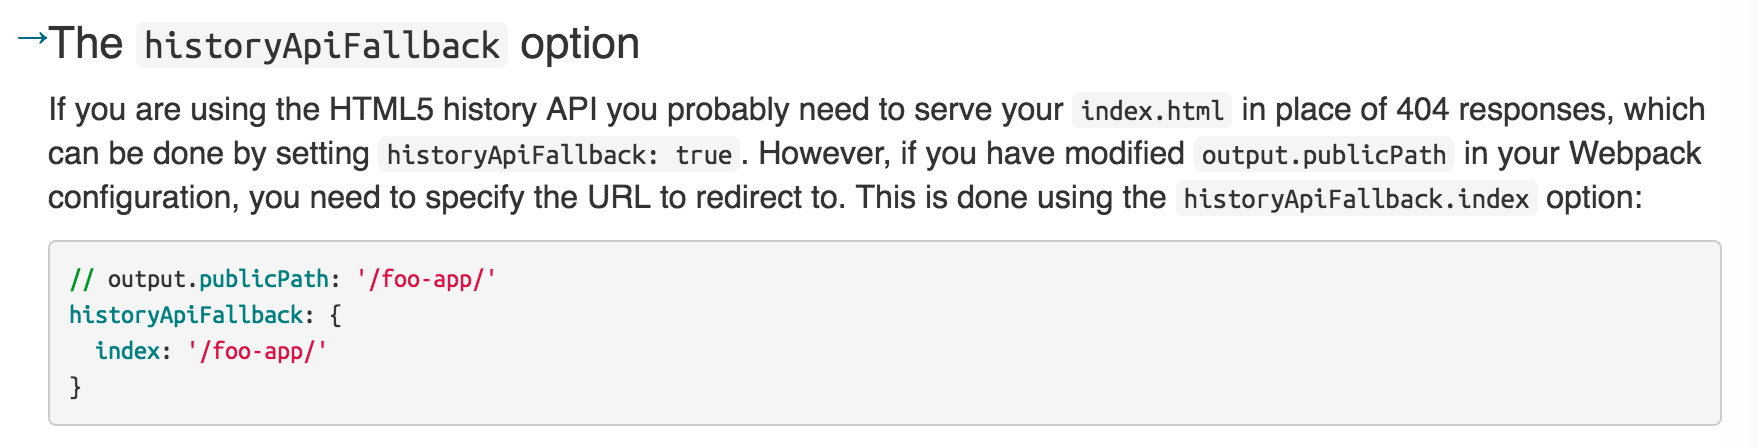 →The historyApiFallback option
If you are using the HTML5 history API you probably need to serve your index.html in place of 404 responses, which
can be done by setting historyApiFallback: true. However, if you have modified output.publicPath in your Webpack
configuration, you need to specify the URL to redirect to. This is done using the historyApiFallback.index option:
// output.publicPath: '/foo-app/'
historyApiFallback: {
  index: '/foo-app/'
}